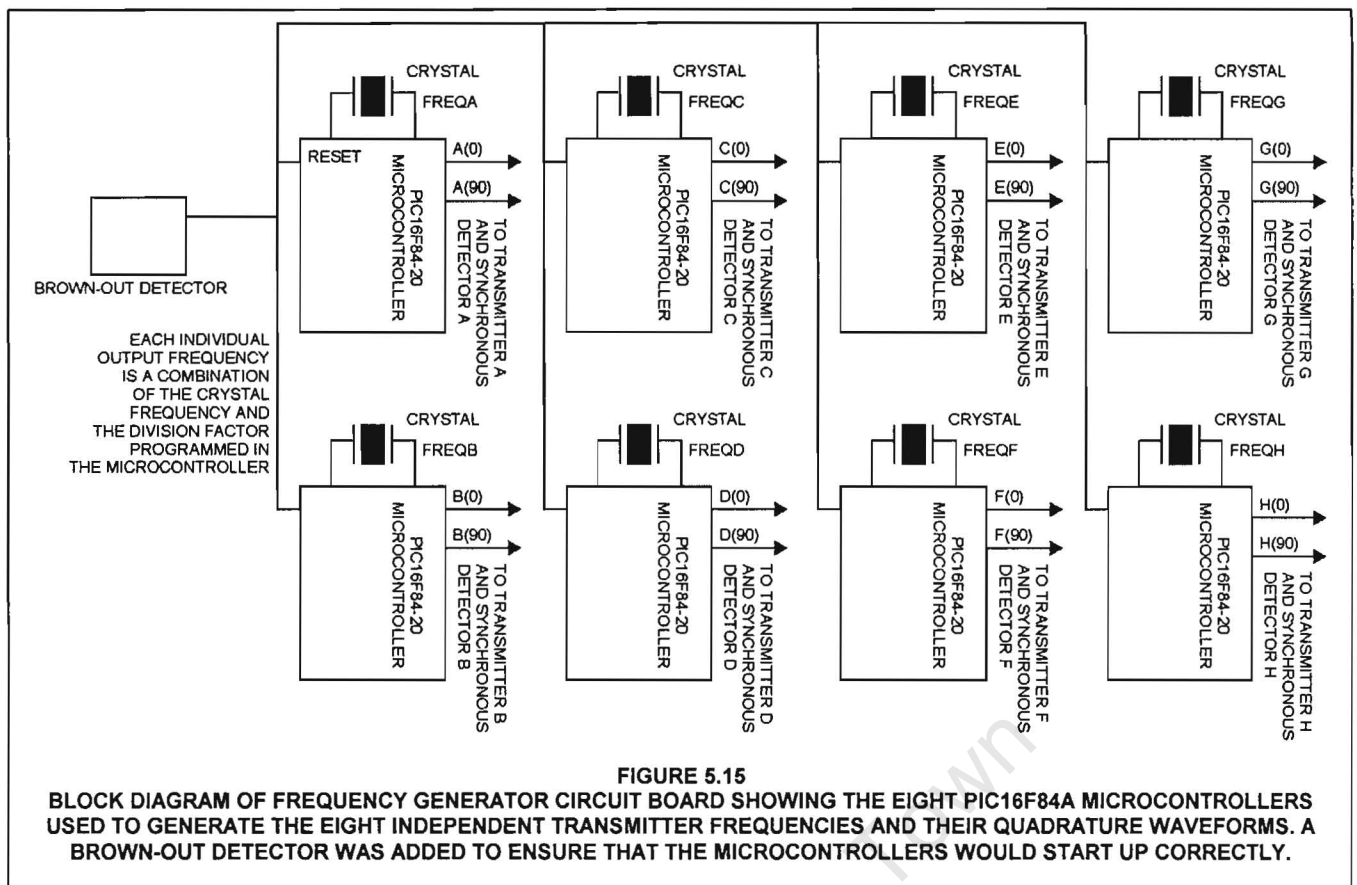 CRYSTAL
FREQA
RESET
PIC16F84-20
MICROCONTROLLER
A(0)
A(90)
TO TRANSMITTER A
AND SYNCHRONOUS
DETECTOR A
CRYSTAL
FREQC
PIC16F84-20
MICROCONTROLLER
C(0)
C(90)
TO TRANSMITTER C
AND SYNCHRONOUS
DETECTOR C
CRYSTAL
FREQE
PIC16F84-20
MICROCONTROLLER
E(0)
E(90)
TO TRANSMITTER E
AND SYNCHRONOUS
DETECTOR E
CRYSTAL
FREQG
PIC16F84-20
MICROCONTROLLER
G(0)
G(90)
TO TRANSMITTER G
AND SYNCHRONOUS
DETECTOR G
BROWN-OUT DETECTOR
EACH INDIVIDUAL
OUTPUT FREQUENCY
IS A COMBINATION
OF THE CRYSTAL
FREQUENCY AND
THE DIVISION FACTOR
PROGRAMMED IN
THE MICROCONTROLLER
CRYSTAL
FREQB
PIC16F84-20
MICROCONTROLLER
B(0)
B(90)
TO TRANSMITTER B
AND SYNCHRONOUS
DETECTOR B
CRYSTAL
FREQD
PIC16F84-20
MICROCONTROLLER
D(0)
D(90)
TO TRANSMITTER D
AND SYNCHRONOUS
DETECTOR D
CRYSTAL
FREQF
PIC16F84-20
MICROCONTROLLER
F(0)
F(90)
TO TRANSMITTER F
AND SYNCHRONOUS
DETECTOR F
CRYSTAL
FREQH
PIC16F84-20
MICROCONTROLLER
H(0)
H(90)
TO TRANSMITTER H
AND SYNCHRONOUS
DETECTOR H
Town
FIGURE 5.15
BLOCK DIAGRAM OF FREQUENCY GENERATOR CIRCUIT BOARD SHOWING THE EIGHT PIC16F84A MICROCONTROLLERS
USED TO GENERATE THE EIGHT INDEPENDENT TRANSMITTER FREQUENCIES AND THEIR QUADRATURE WAVEFORMS. A
BROWN-OUT DETECTOR WAS ADDED TO ENSURE THAT THE MICROCONTROLLERS WOULD START UP CORRECTLY.